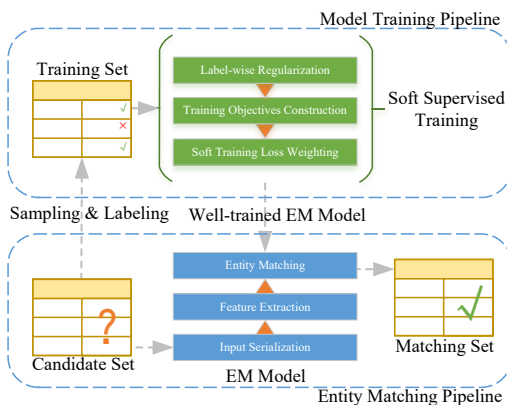 Model Training Pipeline
Training Set
Label-wise Regularization
Training Objectives Construction
Soft Training Loss Weighting
Soft Supervised
Training
Sampling & Labeling
Well-trained EM Model
Entity Matching
Feature Extraction
Input Serialization
?
Candidate Set
EM Model
Matching Set
Entity Matching Pipeline